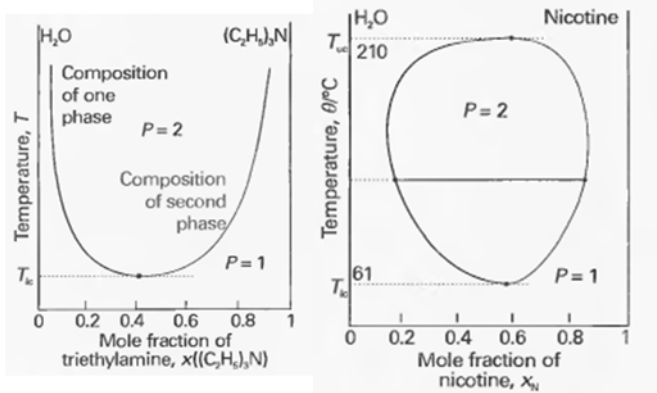 H₂O
(C₂H₅)₃N
Composition
of one
phase
P = 2
Composition
of second
phase
P = 1
Temperature, T
Tlc
0 0.2 0.4 0.6 0.8 1
Mole fraction of
triethylamine, x((C₂H₅)₃N)
H₂O
Nicotine
Tuc
210
P = 2
Temperature, θ/°C
61
Tlc
P = 1
0 0.2 0.4 0.6 0.8 1
Mole fraction of
nicotine, xN